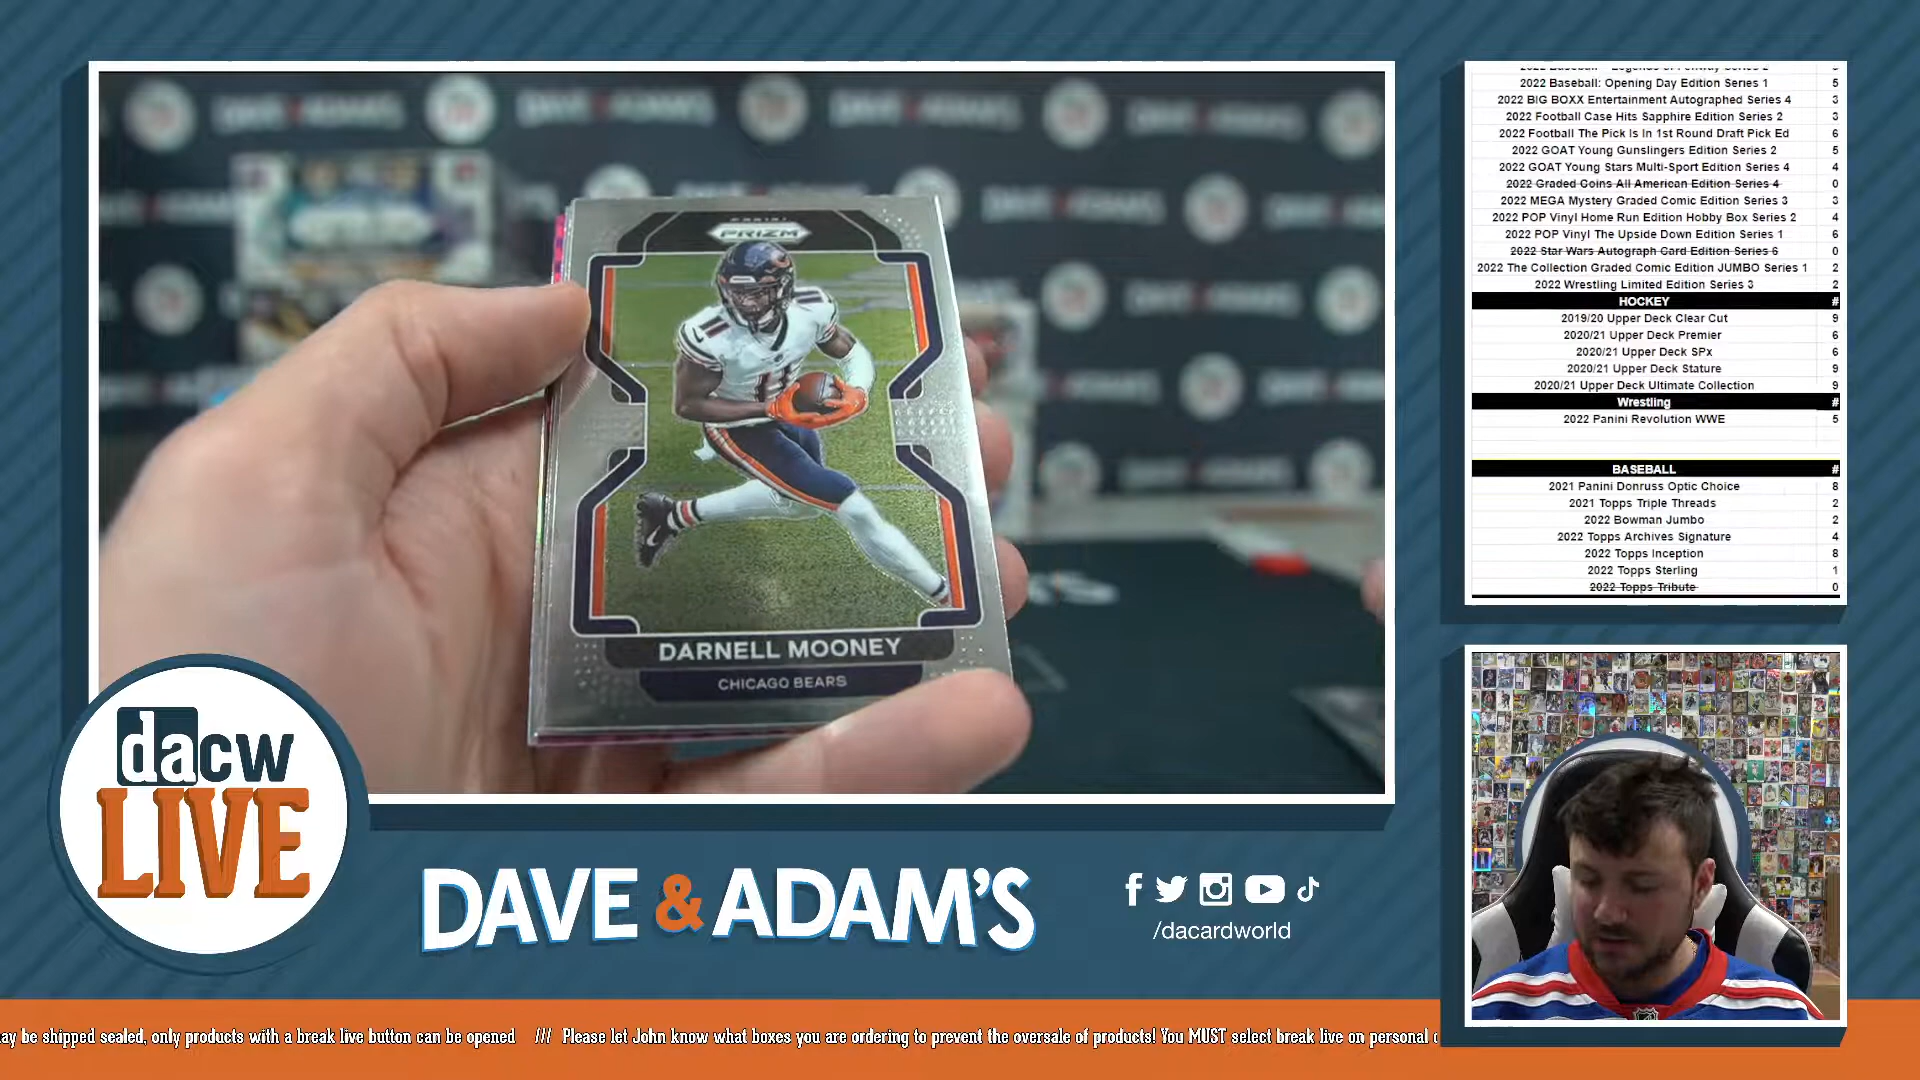 PANINI
PRIZM
DARNELL MOONEY
CHICAGO BEARS
2022 Baseball: Opening Day Edition Series 1 5
2022 BIG BOXX Entertainment Autographed Series 4 3
2022 Football Case Hits Sapphire Edition Series 2 3
2022 Football The Pick Is In 1st Round Draft Pick Ed 6
2022 GOAT Young Gunslingers Edition Series 2 5
2022 GOAT Young Stars Multi-Sport Edition Series 4 4
2022 Graded Coins All American Edition Series 4 0
2022 MEGA Mystery Graded Comic Edition Series 3 3
2022 POP Vinyl Home Run Edition Hobby Box Series 2 4
2022 POP Vinyl The Upside Down Edition Series 1 6
2022 Star Wars Autograph Card Edition Series 6 0
2022 The Collection Graded Comic Edition JUMBO Series 1 2
2022 Wrestling Limited Edition Series 3 2
HOCKEY #
2019/20 Upper Deck Clear Cut 9
2020/21 Upper Deck Premier 6
2020/21 Upper Deck SPx 6
2020/21 Upper Deck Stature 9
2020/21 Upper Deck Ultimate Collection 9
Wrestling #
2022 Panini Revolution WWE 5
BASEBALL #
2021 Panini Donruss Optic Choice 8
2021 Topps Triple Threads 2
2022 Bowman Jumbo 2
2022 Topps Archives Signature 4
2022 Topps Inception 8
2022 Topps Sterling 1
2022 Topps Tribute 0
dacw
LIVE
DAVE & ADAM'S
/dacardworld
ay be shipped sealed, only products with a break live button can be opened /// Please let John know what boxes you are ordering to prevent the oversale of products! You MUST select break live on personal